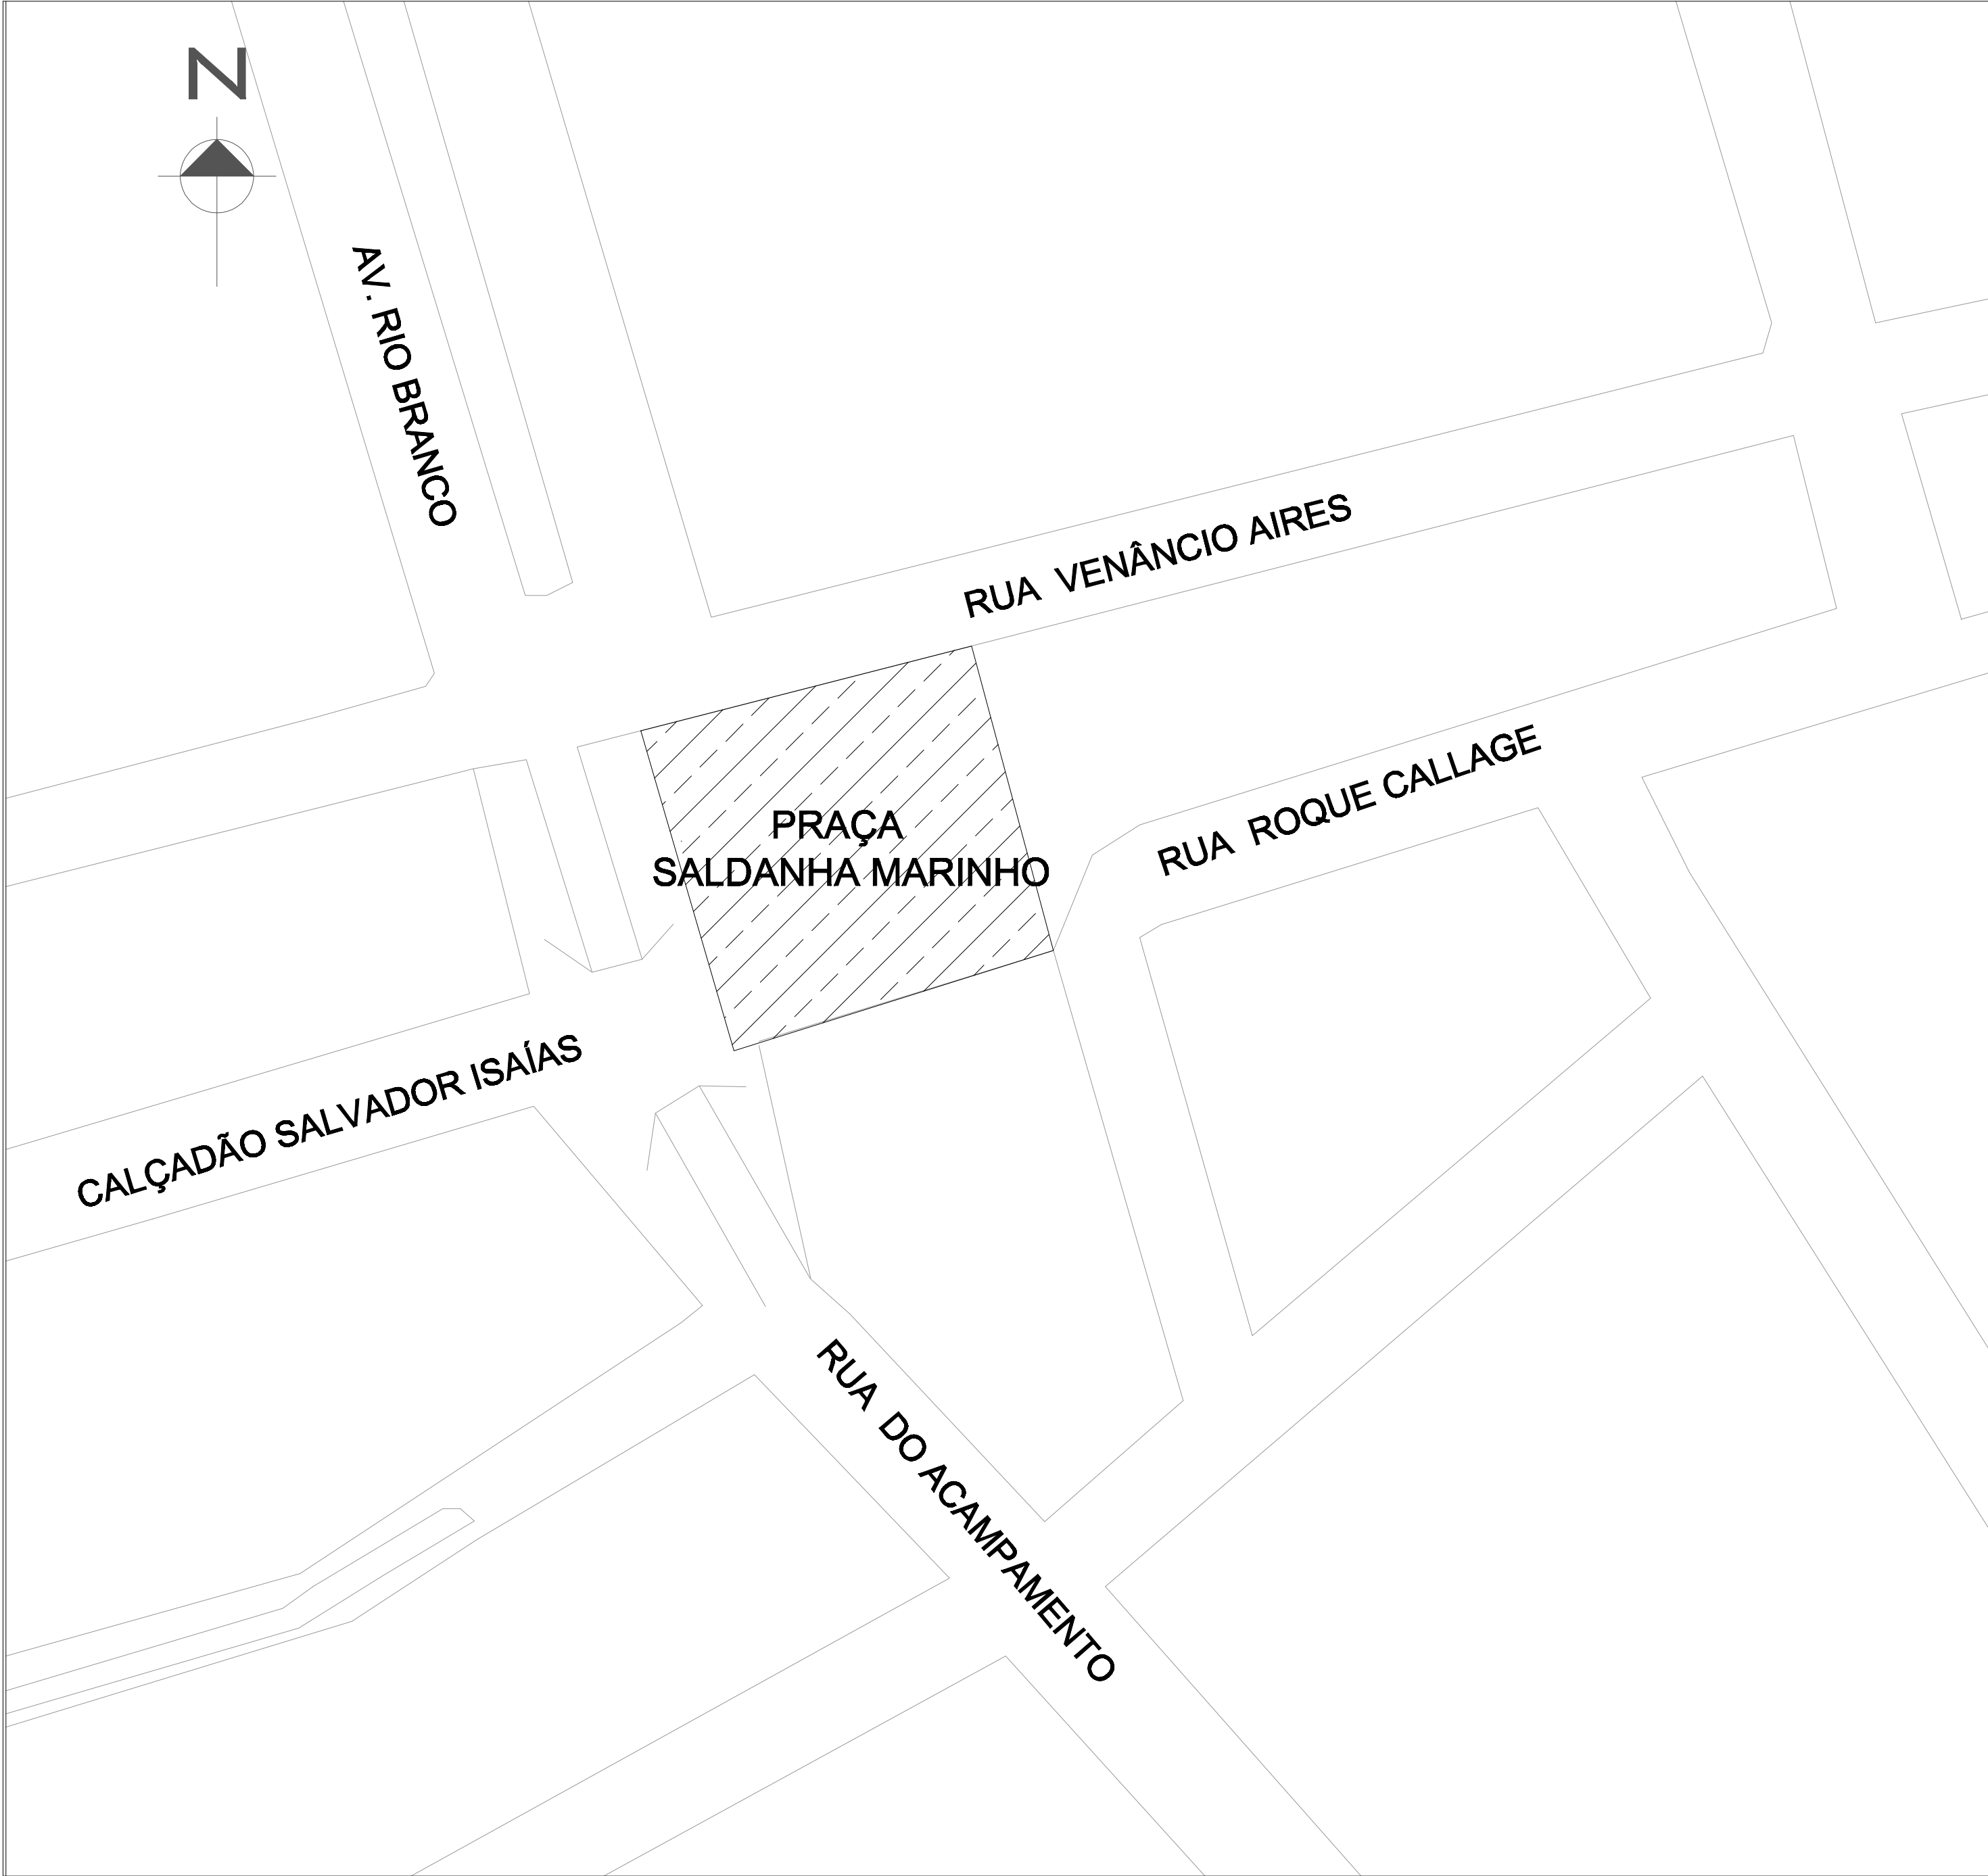 N
AV. RIO BRANCO
RUA VENÂNCIO AIRES
RUA ROQUE CALLAGE
PRAÇA
SALDANHA MARINHO
CALÇADÃO SALVADOR ISAÍAS
RUA DO ACAMPAMENTO